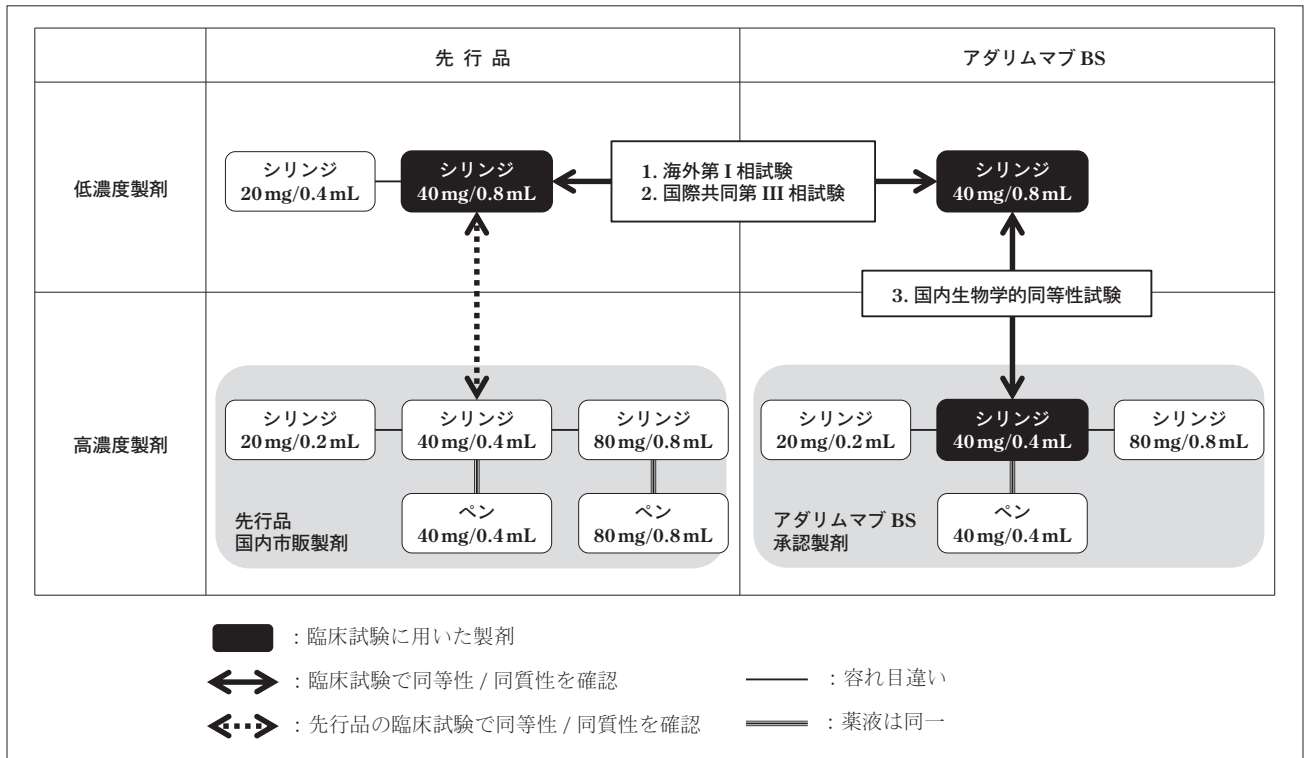 先行品
アダリムマブ BS
低濃度製剤
シリンジ
20mg/0.4mL
シリンジ
40mg/0.8mL
1. 海外第 I 相試験
2. 国際共同第 III 相試験
シリンジ
40mg/0.8mL
3. 国内生物学的同等性試験
高濃度製剤
シリンジ
20mg/0.2mL
シリンジ
40mg/0.4mL
シリンジ
80mg/0.8mL
ペン
40mg/0.4mL
ペン
80mg/0.8mL
先行品
国内市販製剤
シリンジ
20mg/0.2mL
シリンジ
40mg/0.4mL
シリンジ
80mg/0.8mL
ペン
40mg/0.4mL
アダリムマブ BS
承認製剤
：臨床試験に用いた製剤
：臨床試験で同等性 / 同質性を確認
：容れ目違い
：先行品の臨床試験で同等性 / 同質性を確認
：薬液は同一